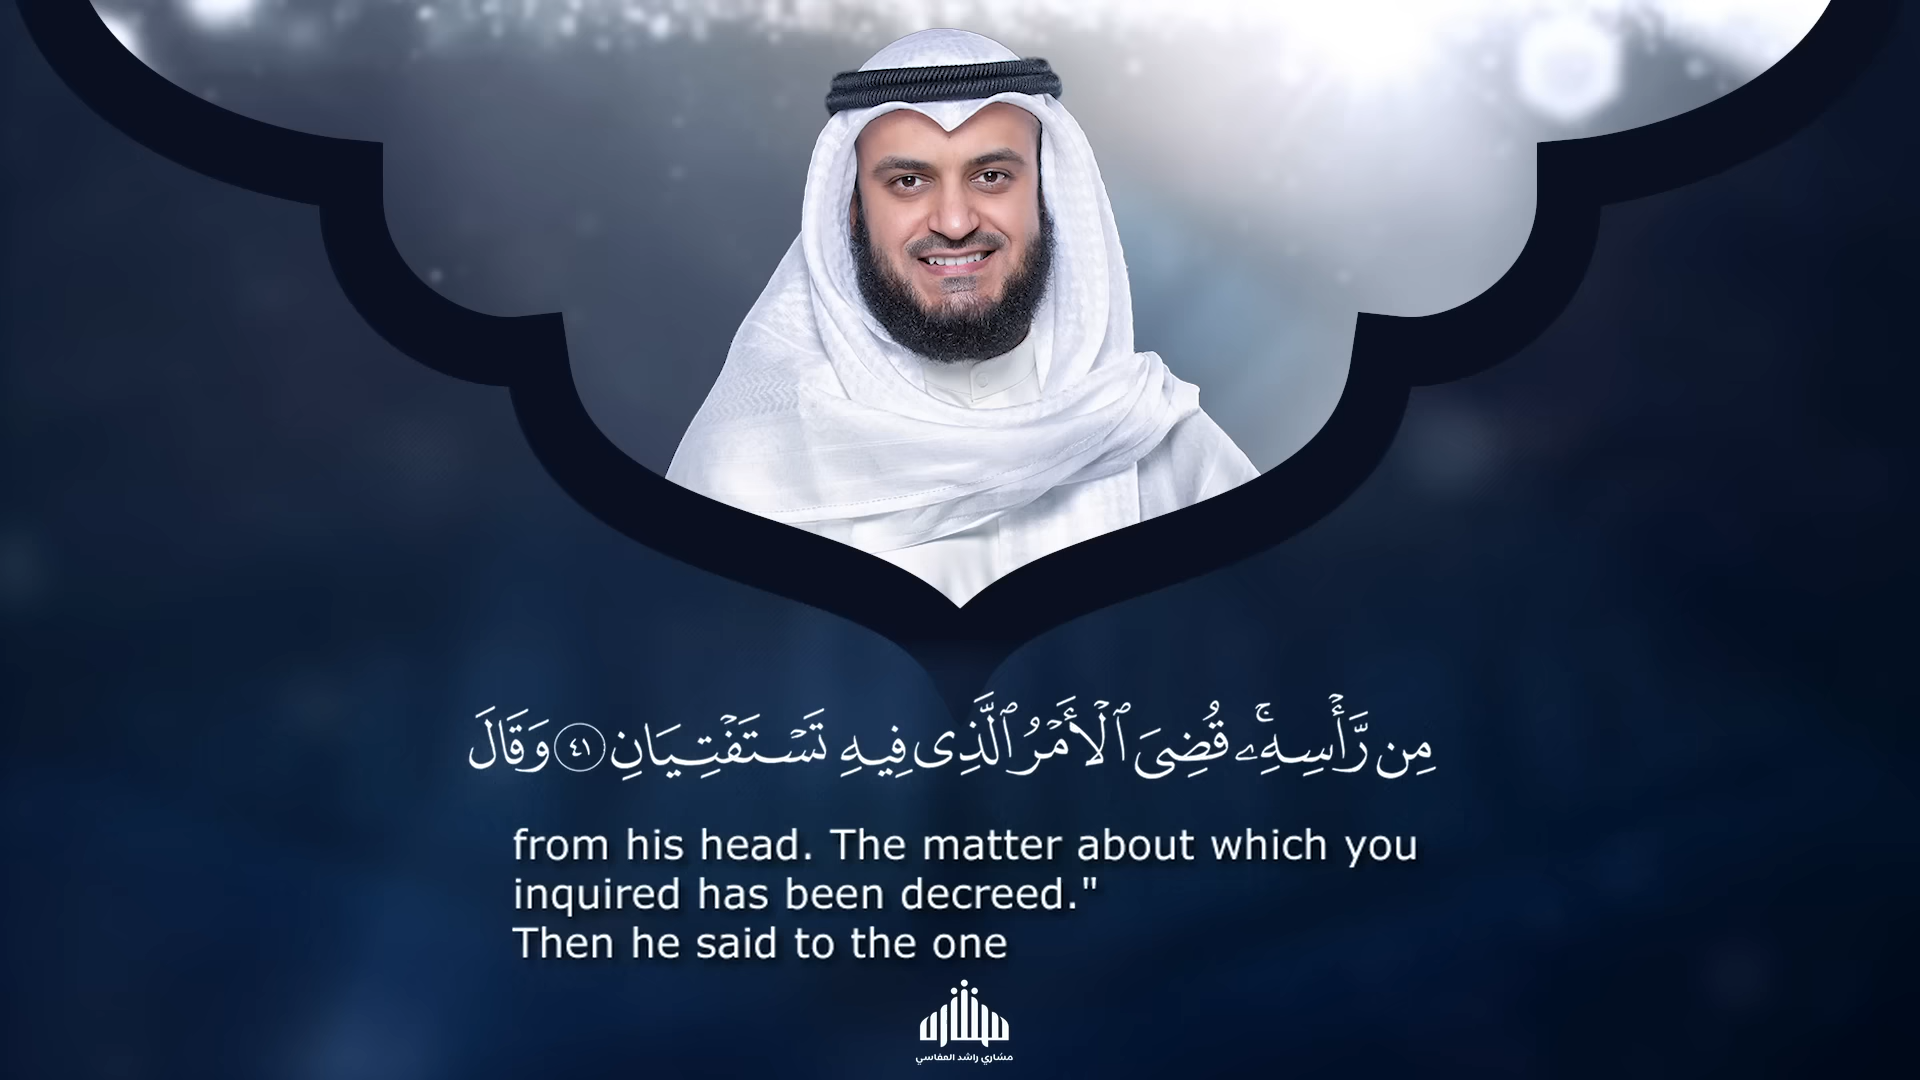 مِن رَّأْسِهِۦۚ قُضِىَ ٱلْأَمْرُ ٱلَّذِى فِيهِ تَسْتَفْتِيَانِ ٤١ وَقَالَ
from his head. The matter about which you
inquired has been decreed."
Then he said to the one
مشاري
مشاري راشد العفاسي